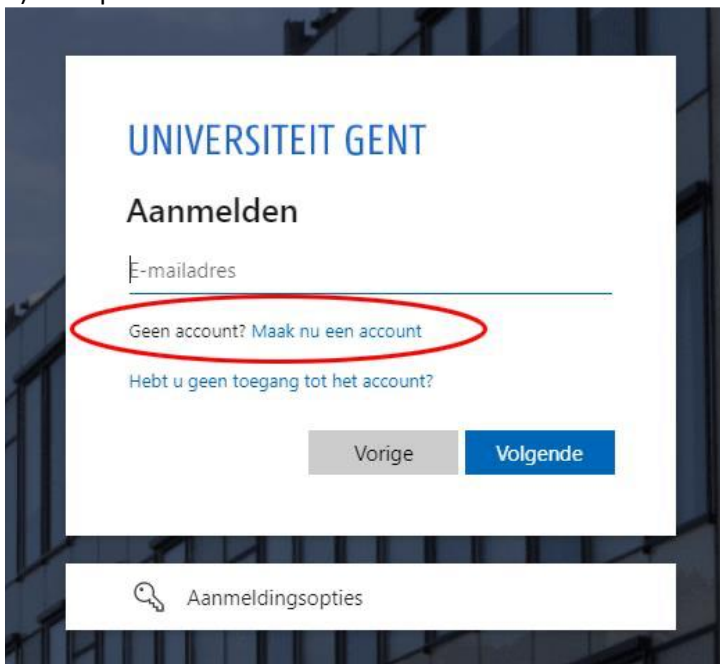 UNIVERSITEIT GENT
Aanmelden
E-mailadres
Geen account? Maak nu een account
Hebt u geen toegang tot het account?
Vorige Volgende
Aanmeldingsopties